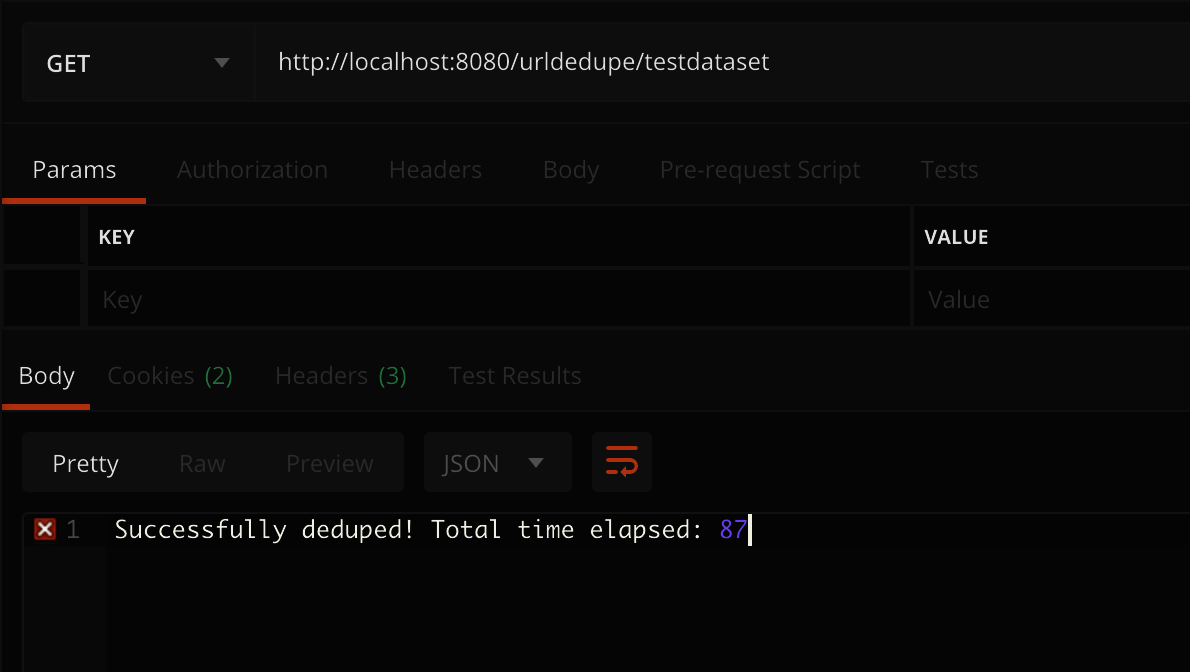 GET http://localhost:8080/urldedupe/testdataset
Params Authorization Headers Body Pre-request Script Tests
KEY VALUE
Key Value
Body Cookies (2) Headers (3) Test Results
Pretty Raw Preview JSON
1 Successfully deduped! Total time elapsed: 87